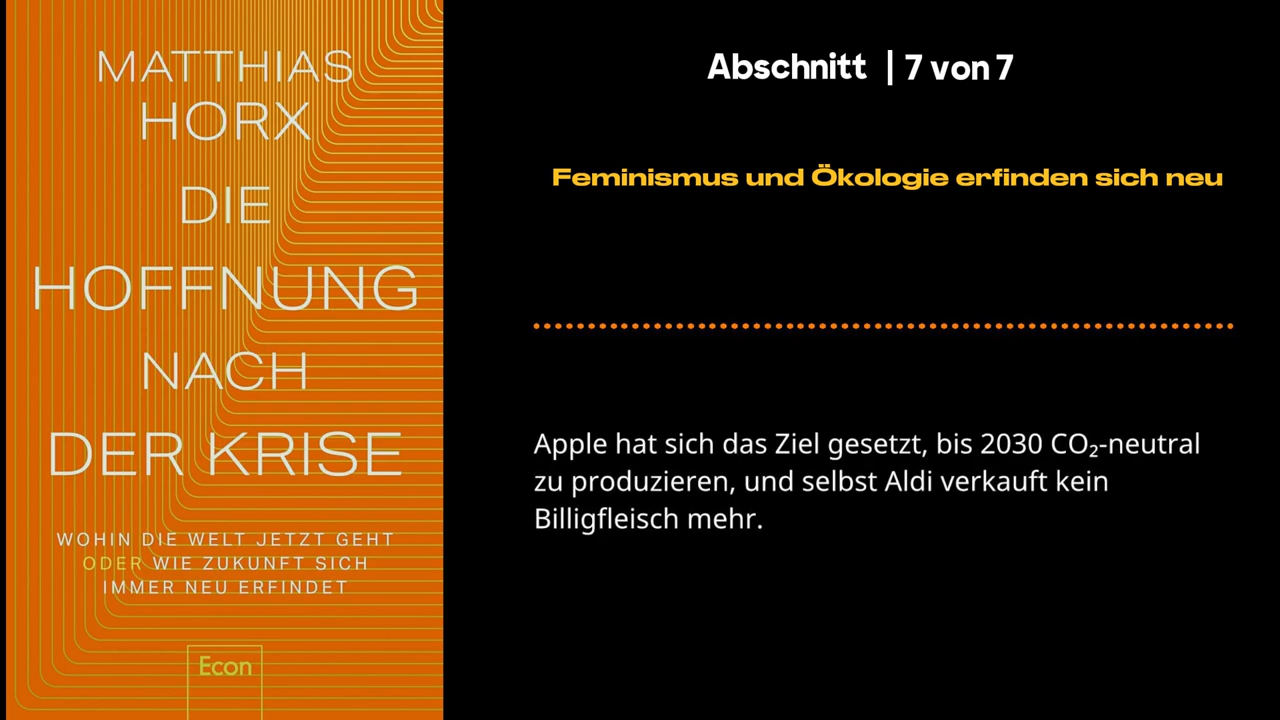 MATTHIAS
HORX
DIE
HOFFNUNG
NACH
DER KRISE
WOHIN DIE WELT JETZT GEHT
ODER WIE ZUKUNFT SICH
IMMER NEU ERFINDET
Econ
Abschnitt | 7 von 7
Feminismus und Ökologie erfinden sich neu
Apple hat sich das Ziel gesetzt, bis 2030 CO₂-neutral
zu produzieren, und selbst Aldi verkauft kein
Billigfleisch mehr.